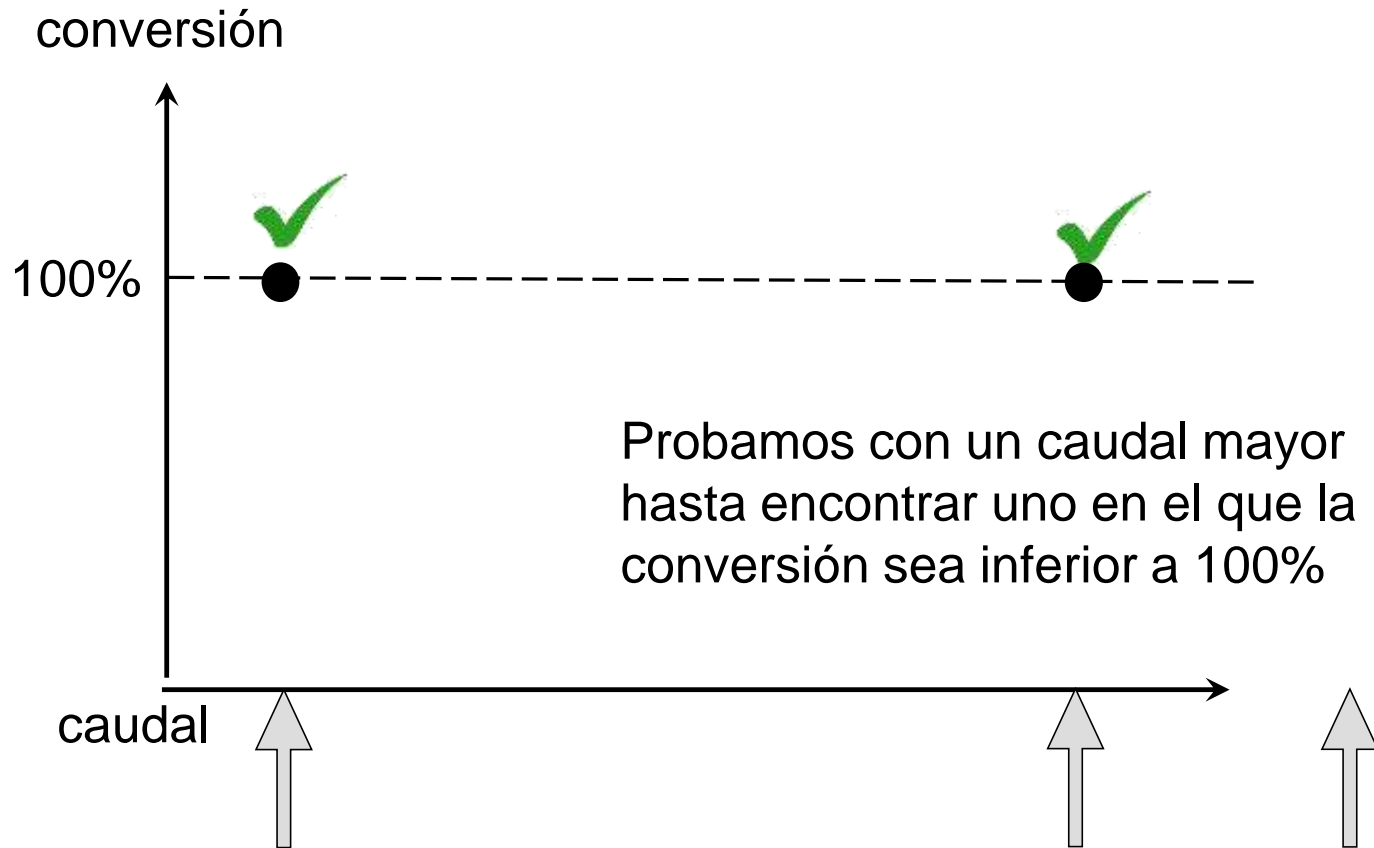 conversión
100%
Probamos con un caudal mayor
hasta encontrar uno en el que la
conversión sea inferior a 100%
caudal